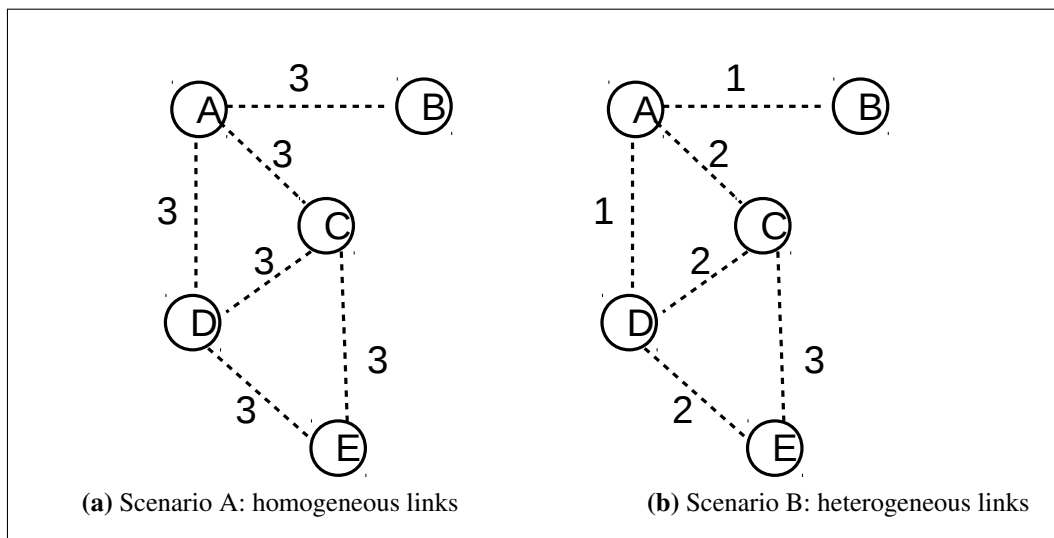 3
A
B
3
3
C
3
D
3
3
E
(a) Scenario A: homogeneous links
1
A
B
2
1
C
2
D
3
2
E
(b) Scenario B: heterogeneous links